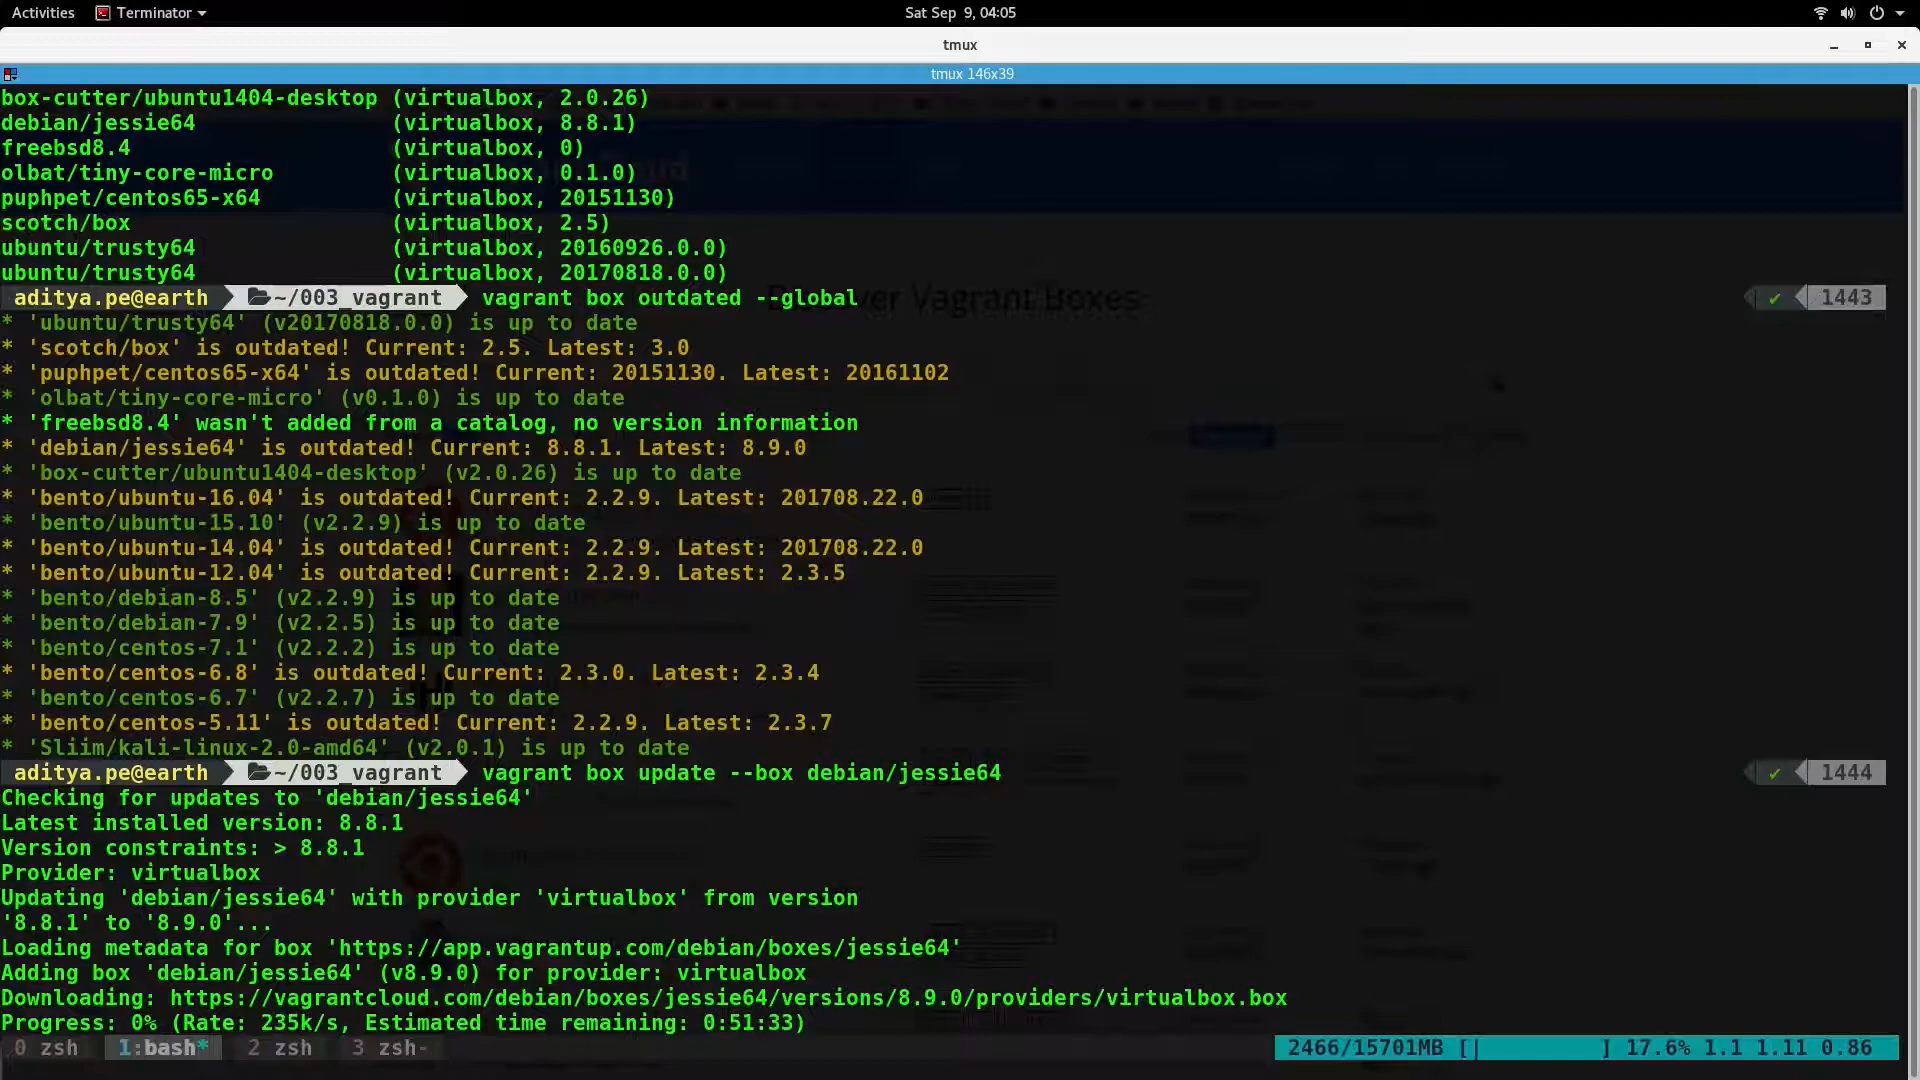 Activities Terminator Sat Sep 9, 04:05
tmux
tmux 146x39
box-cutter/ubuntu1404-desktop (virtualbox, 2.0.26)
debian/jessie64 (virtualbox, 8.8.1)
freebsd8.4 (virtualbox, 0)
olbat/tiny-core-micro (virtualbox, 0.1.0)
puphpet/centos65-x64 (virtualbox, 20151130)
scotch/box (virtualbox, 2.5)
ubuntu/trusty64 (virtualbox, 20160926.0.0)
ubuntu/trusty64 (virtualbox, 20170818.0.0)
aditya.pe@earth ~/003_vagrant vagrant box outdated --global ✔ 1443
* 'ubuntu/trusty64' (v20170818.0.0) is up to date
* 'scotch/box' is outdated! Current: 2.5. Latest: 3.0
* 'puphpet/centos65-x64' is outdated! Current: 20151130. Latest: 20161102
* 'olbat/tiny-core-micro' (v0.1.0) is up to date
* 'freebsd8.4' wasn't added from a catalog, no version information
* 'debian/jessie64' is outdated! Current: 8.8.1. Latest: 8.9.0
* 'box-cutter/ubuntu1404-desktop' (v2.0.26) is up to date
* 'bento/ubuntu-16.04' is outdated! Current: 2.2.9. Latest: 201708.22.0
* 'bento/ubuntu-15.10' (v2.2.9) is up to date
* 'bento/ubuntu-14.04' is outdated! Current: 2.2.9. Latest: 201708.22.0
* 'bento/ubuntu-12.04' is outdated! Current: 2.2.9. Latest: 2.3.5
* 'bento/debian-8.5' (v2.2.9) is up to date
* 'bento/debian-7.9' (v2.2.5) is up to date
* 'bento/centos-7.1' (v2.2.2) is up to date
* 'bento/centos-6.8' is outdated! Current: 2.3.0. Latest: 2.3.4
* 'bento/centos-6.7' (v2.2.7) is up to date
* 'bento/centos-5.11' is outdated! Current: 2.2.9. Latest: 2.3.7
* 'Sliim/kali-linux-2.0-amd64' (v2.0.1) is up to date
aditya.pe@earth ~/003_vagrant vagrant box update --box debian/jessie64 ✔ 1444
Checking for updates to 'debian/jessie64'
Latest installed version: 8.8.1
Version constraints: > 8.8.1
Provider: virtualbox
Updating 'debian/jessie64' with provider 'virtualbox' from version
'8.8.1' to '8.9.0'...
Loading metadata for box 'https://app.vagrantup.com/debian/boxes/jessie64'
Adding box 'debian/jessie64' (v8.9.0) for provider: virtualbox
Downloading: https://vagrantcloud.com/debian/boxes/jessie64/versions/8.9.0/providers/virtualbox.box
Progress: 0% (Rate: 235k/s, Estimated time remaining: 0:51:33)
0 zsh 1:bash* 2 zsh 3 zsh- 2466/15701MB [| ] 17.6% 1.1 1.11 0.86